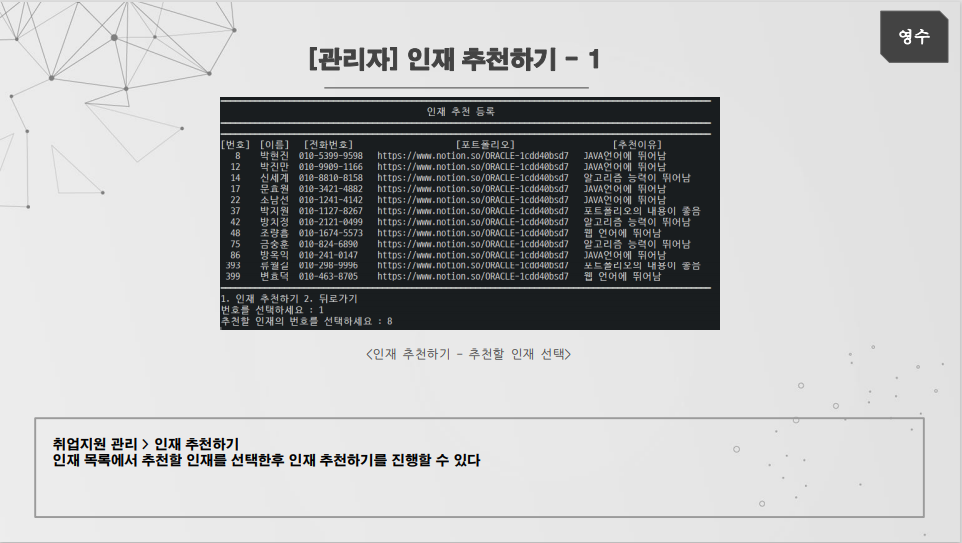 영수
[관리자] 인재 추천하기 - 1
인재 추천 등록
[번호] [이름] [전화번호] [포트폴리오] [추천이유]
8 박현진 010-5399-9598 https://www.notion.so/ORACLE-1cdd40bsd7 JAVA언어에 뛰어남
12 박진만 010-9909-1166 https://www.notion.so/ORACLE-1cdd40bsd7 JAVA언어에 뛰어남
14 신세계 010-8810-8158 https://www.notion.so/ORACLE-1cdd40bsd7 알고리즘 능력이 뛰어남
17 문효원 010-3421-4882 https://www.notion.so/ORACLE-1cdd40bsd7 JAVA언어에 뛰어남
22 소남선 010-1241-4142 https://www.notion.so/ORACLE-1cdd40bsd7 JAVA언어에 뛰어남
37 박지원 010-1127-8267 https://www.notion.so/ORACLE-1cdd40bsd7 포트폴리오의 내용이 좋음
42 방치정 010-2121-0499 https://www.notion.so/ORACLE-1cdd40bsd7 알고리즘 능력이 뛰어남
48 조량흠 010-1674-5573 https://www.notion.so/ORACLE-1cdd40bsd7 웹 언어에 뛰어남
75 금숭훈 010-824-6890 https://www.notion.so/ORACLE-1cdd40bsd7 알고리즘 능력이 뛰어남
86 방목익 010-241-0147 https://www.notion.so/ORACLE-1cdd40bsd7 JAVA언어에 뛰어남
393 류월길 010-298-9996 https://www.notion.so/ORACLE-1cdd40bsd7 포트폴리오의 내용이 좋음
399 변효덕 010-463-8705 https://www.notion.so/ORACLE-1cdd40bsd7 웹 언어에 뛰어남
1. 인재 추천하기 2. 뒤로가기
번호를 선택하세요 : 1
추천할 인재의 번호를 선택하세요 : 8
<인재 추천하기 - 추천할 인재 선택>
취업지원 관리 > 인재 추천하기
인재 목록에서 추천할 인재를 선택한후 인재 추천하기를 진행할 수 있다